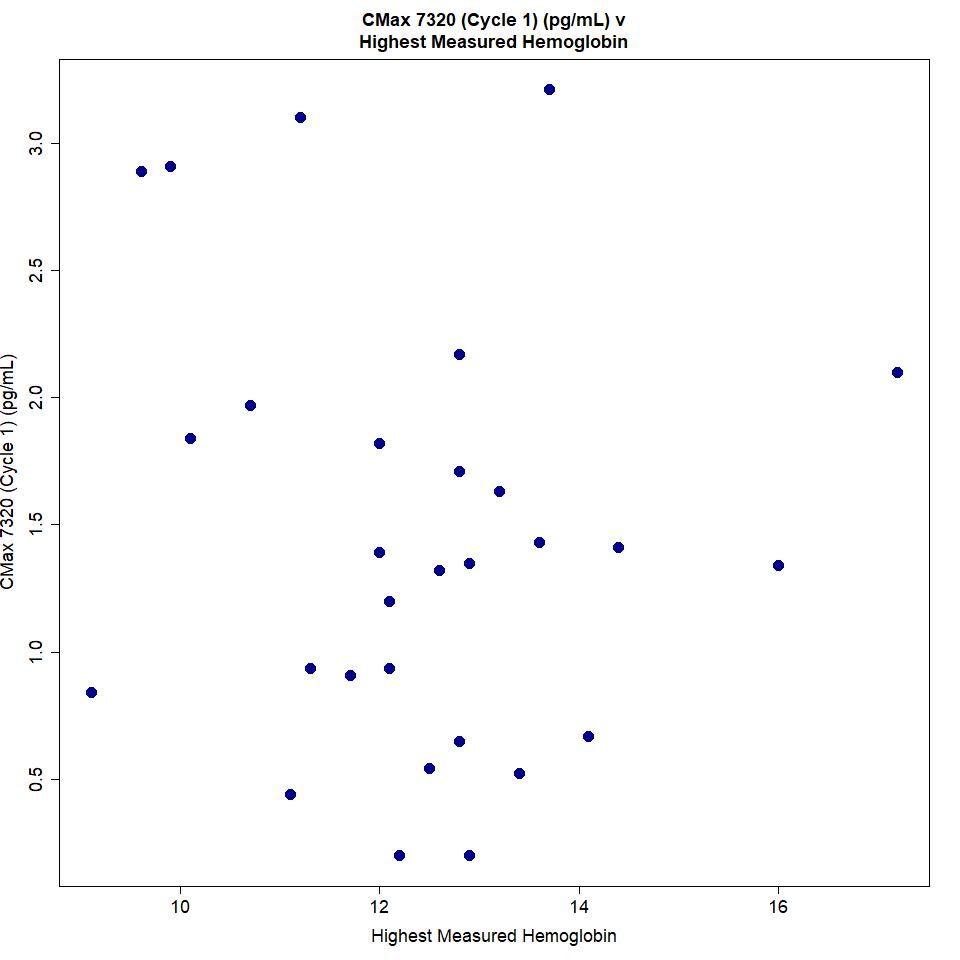 CMax 7320 (Cycle 1) (pg/mL) v
Highest Measured Hemoglobin
CMax 7320 (Cycle 1) (pg/mL)
3.0
2.5
2.0
1.5
1.0
0.5
10
12
14
16
Highest Measured Hemoglobin